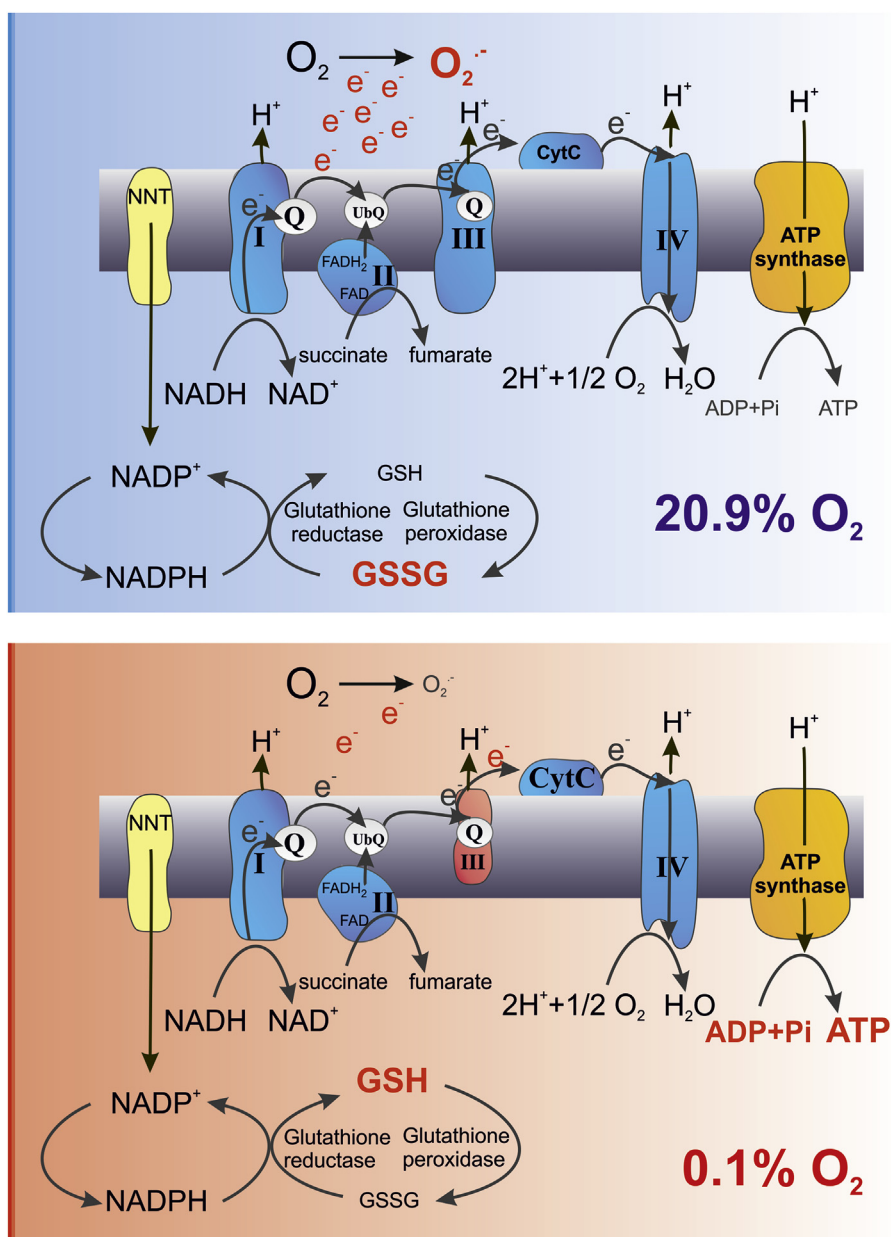 O₂ O₂·⁻
e⁻ e⁻
e⁻ e⁻ e⁻
e⁻
e⁻
H⁺ H⁺ e⁻ e⁻ H⁺ H⁺
CytC
NNT e⁻ Q UbQ e⁻ Q
I FADH₂ II III IV ATP
synthase
FAD
succinate fumarate
NADH NAD⁺ 2H⁺+1/2 O₂ H₂O
ADP+Pi ATP
NADP⁺ GSH
Glutathione Glutathione
reductase peroxidase
20.9% O₂
NADPH GSSG
O₂ O₂·⁻
e⁻
e⁻
H⁺ H⁺ e⁻ e⁻ H⁺ H⁺
CytC
e⁻ e⁻
NNT e⁻ Q UbQ Q
I FADH₂ II III IV ATP
synthase
FAD
succinate fumarate
NADH NAD⁺ 2H⁺+1/2 O₂ H₂O
ADP+Pi ATP
NADP⁺ GSH
Glutathione Glutathione
reductase peroxidase
0.1% O₂
NADPH GSSG